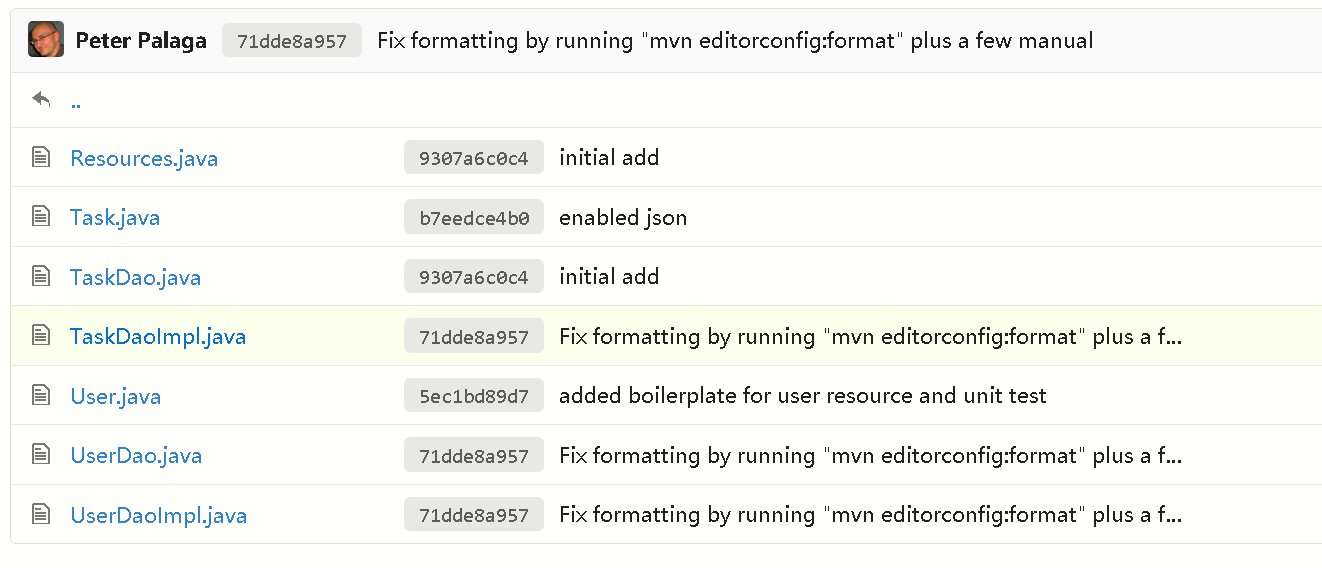 Peter Palaga 71dde8a957 Fix formatting by running "mvn editorconfig:format" plus a few manual
..
Resources.java 9307a6c0c4 initial add
Task.java b7eedce4b0 enabled json
TaskDao.java 9307a6c0c4 initial add
TaskDaoImpl.java 71dde8a957 Fix formatting by running "mvn editorconfig:format" plus a f...
User.java 5ec1bd89d7 added boilerplate for user resource and unit test
UserDao.java 71dde8a957 Fix formatting by running "mvn editorconfig:format" plus a f...
UserDaoImpl.java 71dde8a957 Fix formatting by running "mvn editorconfig:format" plus a f...